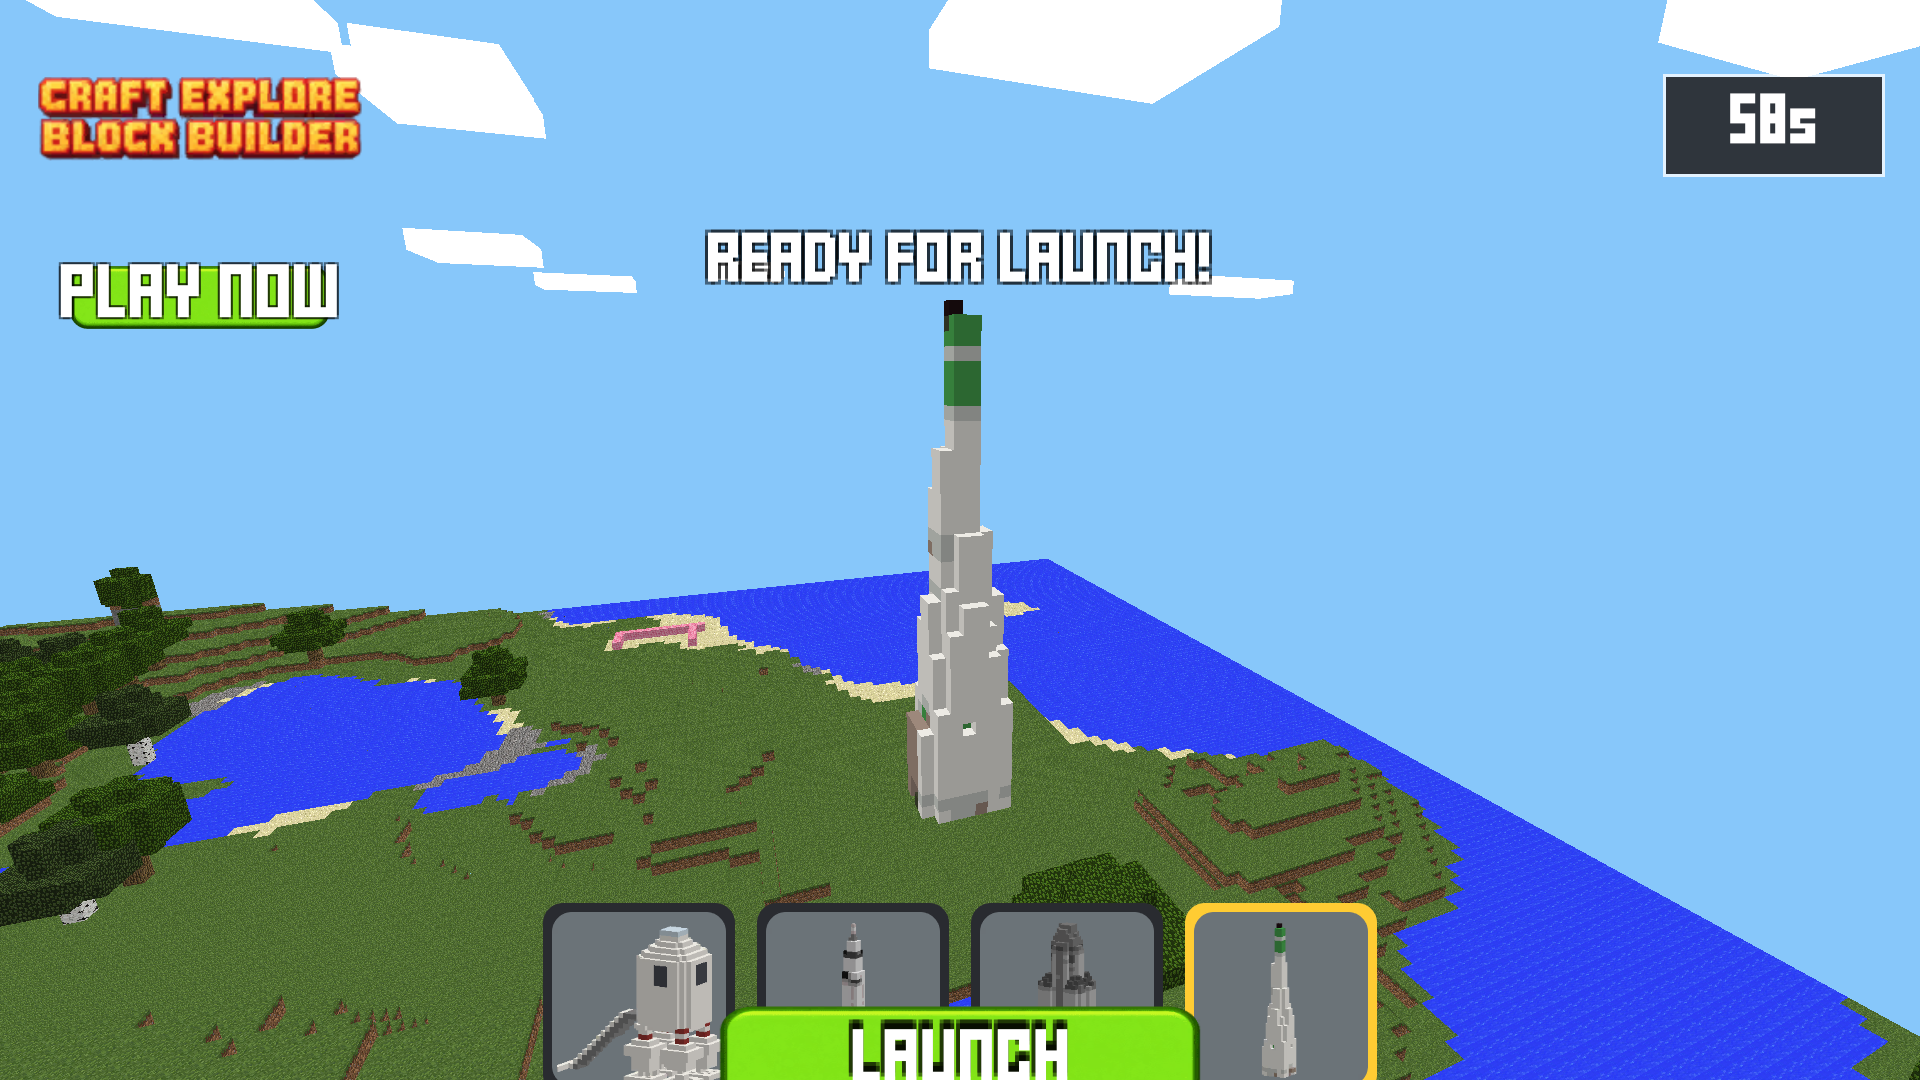 CRAFT EXPLORE
BLOCK BUILDER
58s
READY FOR LAUNCH!
PLAY NOW
LAUNCH